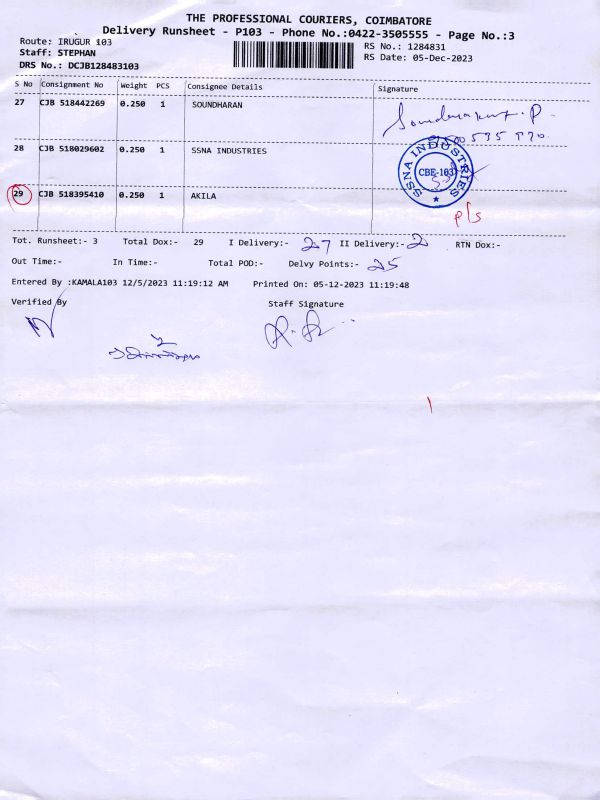 THE PROFESSIONAL COURIERS, COIMBATORE
Delivery Runsheet - P103 - Phone No.:0422-3505555 - Page No.:3
Route: IRUGUR 103
RS No.: 1284831
Staff: STEPHAN
RS Date: 05-Dec-2023
DRS No.: DCJB128483103
S No Consignment No Weight PCS Consignee Details Signature
27 CJB 518442269 0.250 1 SOUNDHARAN
28 CJB 518029602 0.250 1 SSNA INDUSTRIES
SSNA INDUSTRIES
CBE-103
29 CJB 518395410 0.250 1 AKILA
P/s
Tot. Runsheet:- 3 Total Dox:- 29 I Delivery:- 27 II Delivery:- 2 RTN Dox:-
Out Time:- In Time:- Total POD:- Delvy Points:- 25
Entered By :KAMALA103 12/5/2023 11:19:12 AM Printed On: 05-12-2023 11:19:48
Verified By Staff Signature